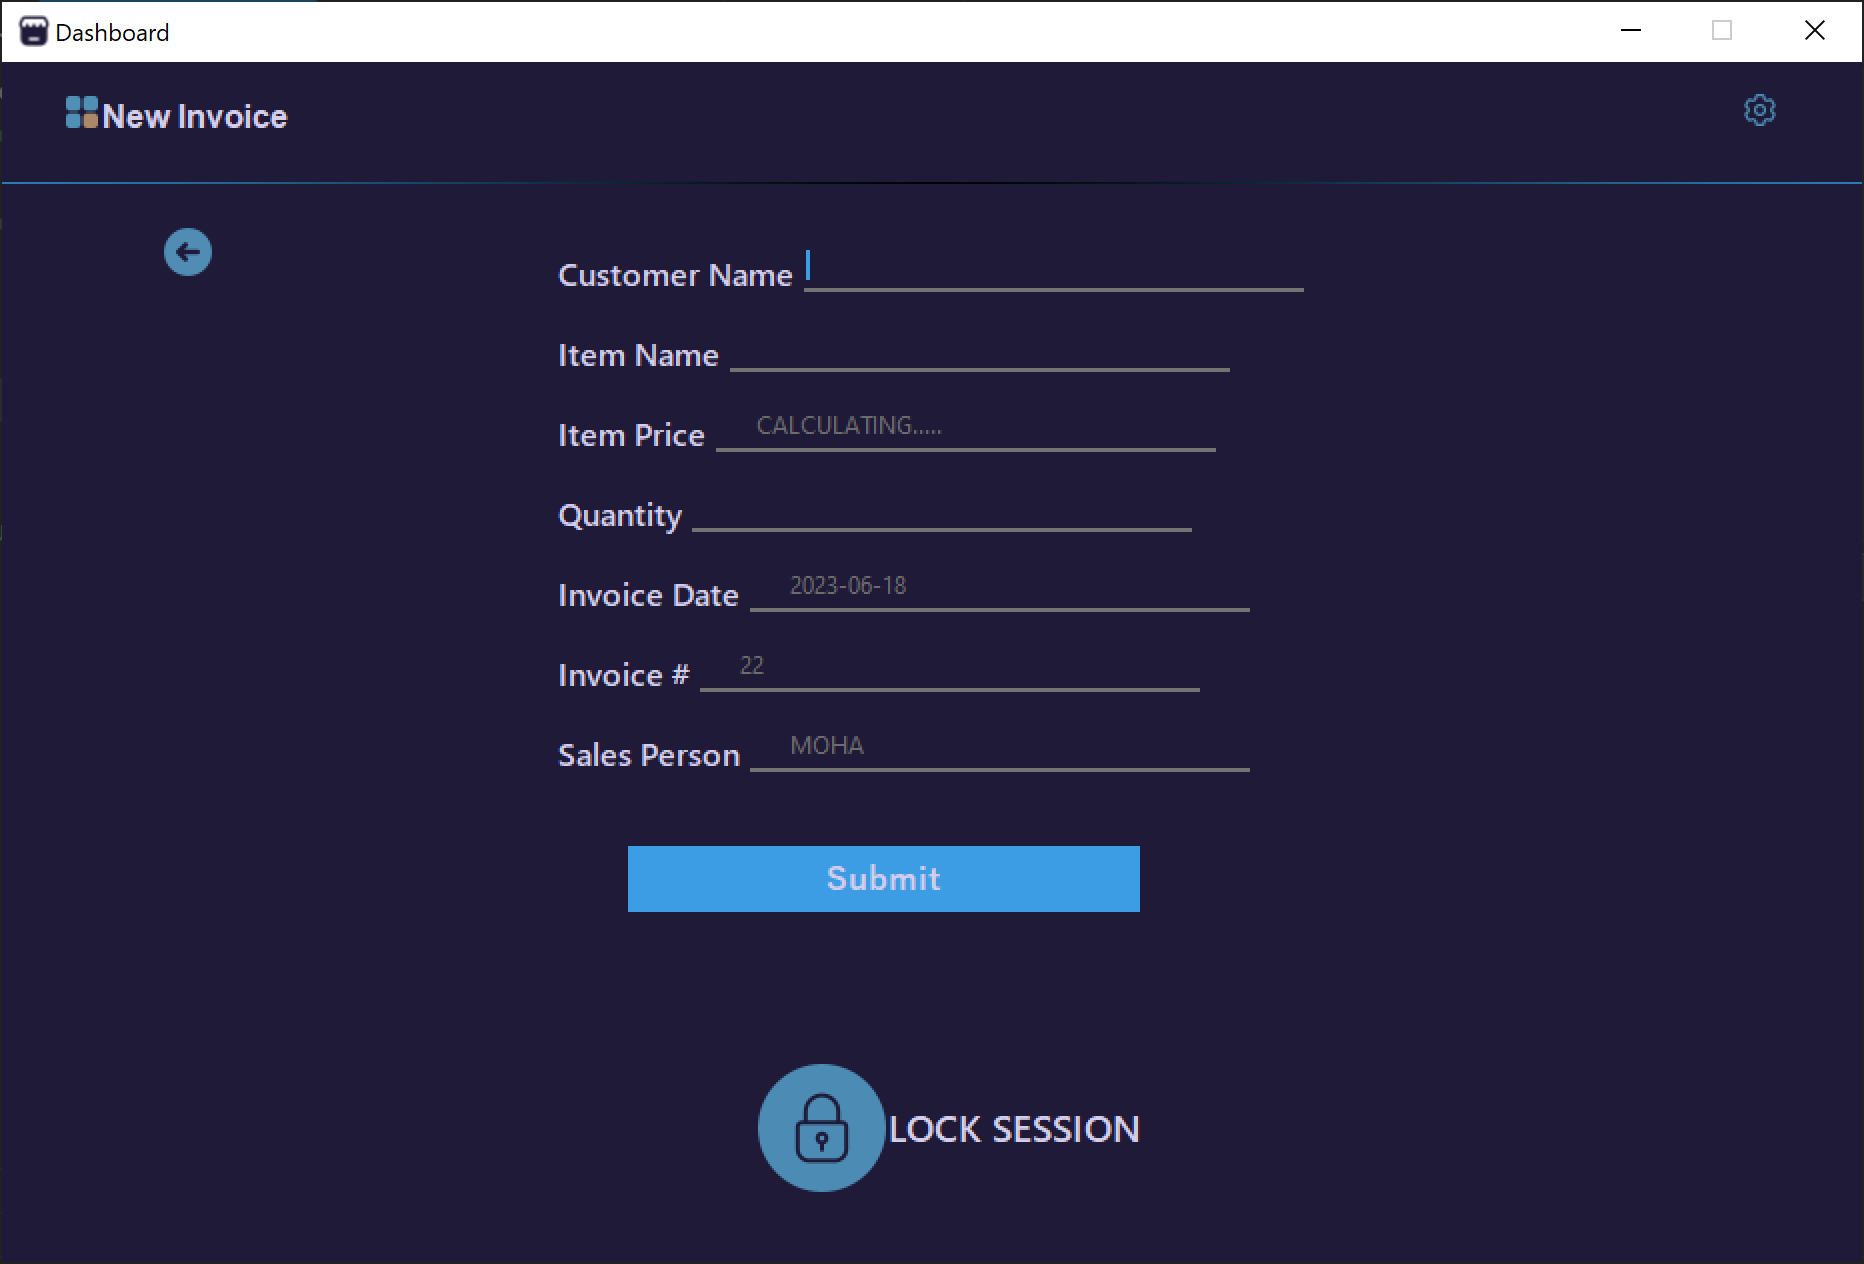 Dashboard
New Invoice
Customer Name
Item Name
Item Price CALCULATING.....
Quantity
Invoice Date 2023-06-18
Invoice # 22
Sales Person MOHA
Submit
LOCK SESSION